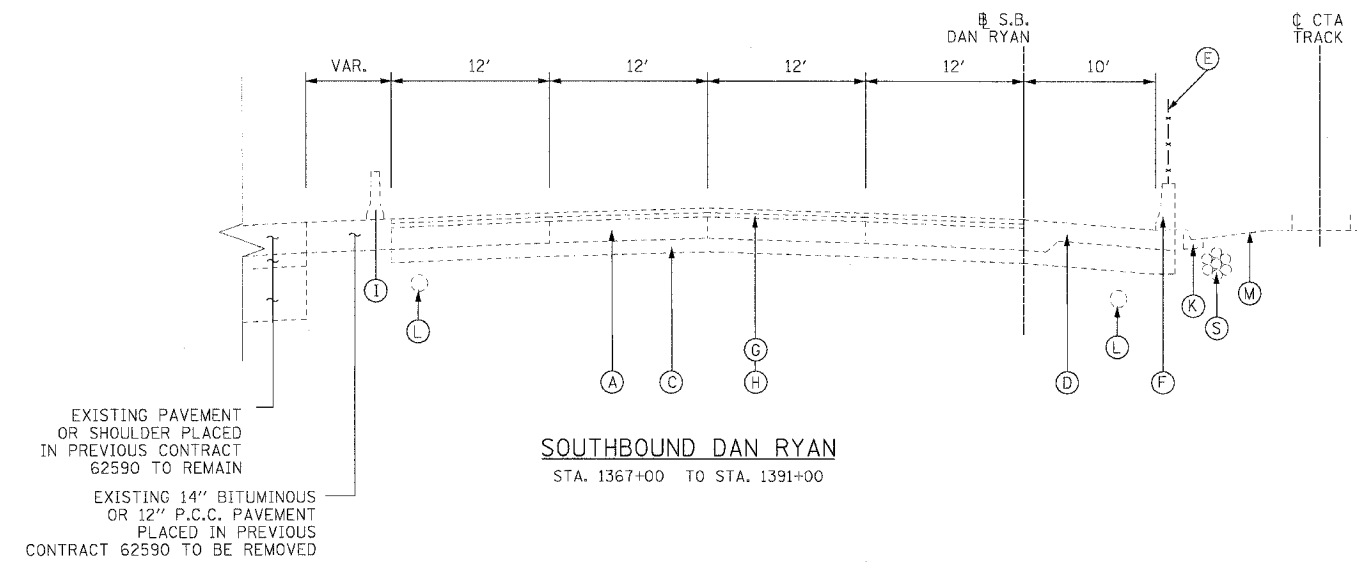 ℄ S.B.
DAN RYAN
℄ CTA
TRACK
VAR.
12'
12'
12'
12'
10'
E
I
L
A
C
G
H
L
D
F
K
S
M
EXISTING PAVEMENT
OR SHOULDER PLACED
IN PREVIOUS CONTRACT
62590 TO REMAIN
EXISTING 14" BITUMINOUS
OR 12" P.C.C. PAVEMENT
PLACED IN PREVIOUS
CONTRACT 62590 TO BE REMOVED
SOUTHBOUND DAN RYAN
STA. 1367+00 TO STA. 1391+00